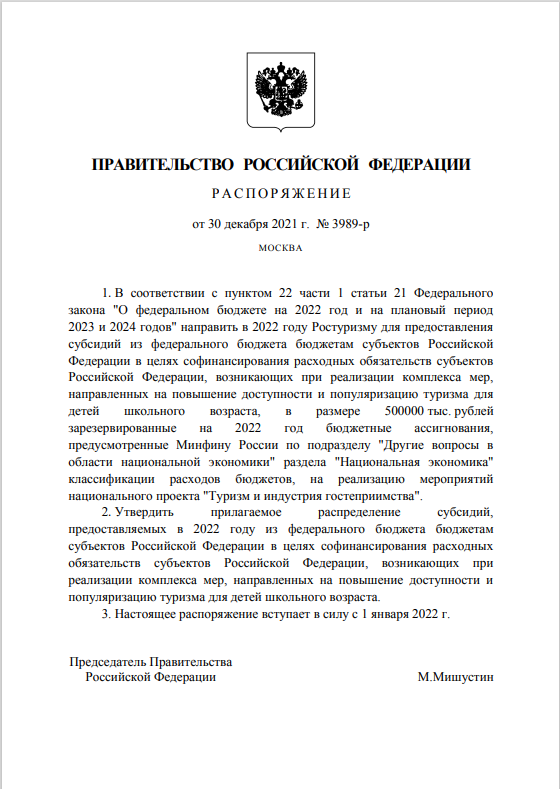 ПРАВИТЕЛЬСТВО РОССИЙСКОЙ ФЕДЕРАЦИИ
РАСПОРЯЖЕНИЕ
от 30 декабря 2021 г. № 3989-р
МОСКВА
1. В соответствии с пунктом 22 части 1 статьи 21 Федерального
закона "О федеральном бюджете на 2022 год и на плановый период
2023 и 2024 годов" направить в 2022 году Ростуризму для предоставления
субсидий из федерального бюджета бюджетам субъектов Российской
Федерации в целях софинансирования расходных обязательств субъектов
Российской Федерации, возникающих при реализации комплекса мер,
направленных на повышение доступности и популяризацию туризма для
детей школьного возраста, в размере 500000 тыс. рублей
зарезервированные на 2022 год бюджетные ассигнования,
предусмотренные Минфину России по подразделу "Другие вопросы в
области национальной экономики" раздела "Национальная экономика"
классификации расходов бюджетов, на реализацию мероприятий
национального проекта "Туризм и индустрия гостеприимства".
2. Утвердить прилагаемое распределение субсидий,
предоставляемых в 2022 году из федерального бюджета бюджетам
субъектов Российской Федерации в целях софинансирования расходных
обязательств субъектов Российской Федерации, возникающих при
реализации комплекса мер, направленных на повышение доступности и
популяризацию туризма для детей школьного возраста.
3. Настоящее распоряжение вступает в силу с 1 января 2022 г.
Председатель Правительства
Российской Федерации М.Мишустин